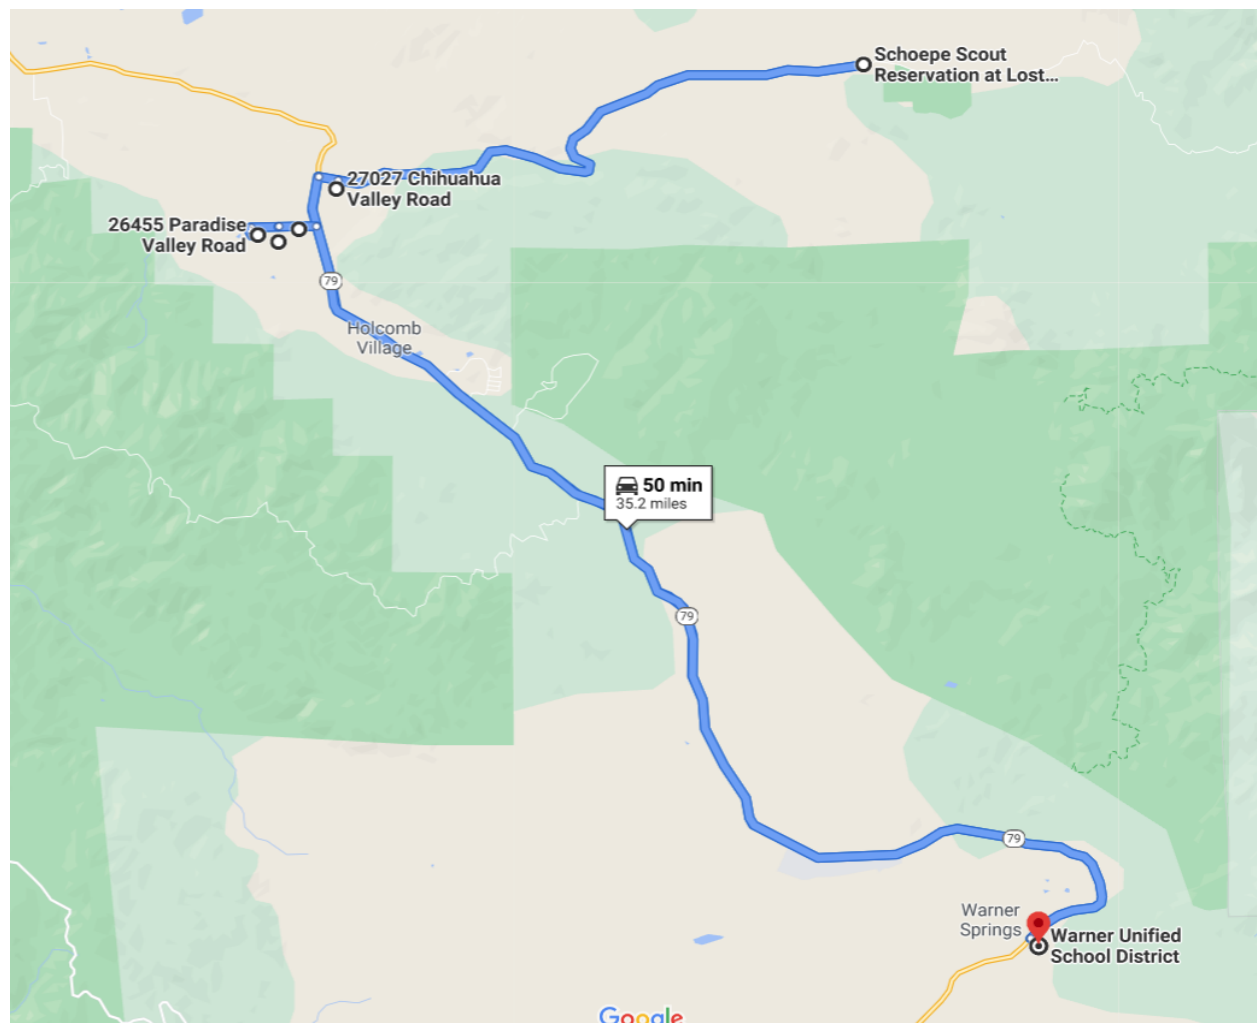 Schoepe Scout
Reservation at Lost...
27027 Chihuahua
Valley Road
26455 Paradise
Valley Road
79
Holcomb
Village
50 min
35.2 miles
79
79
Warner
Springs
Warner Unified
School District
Google